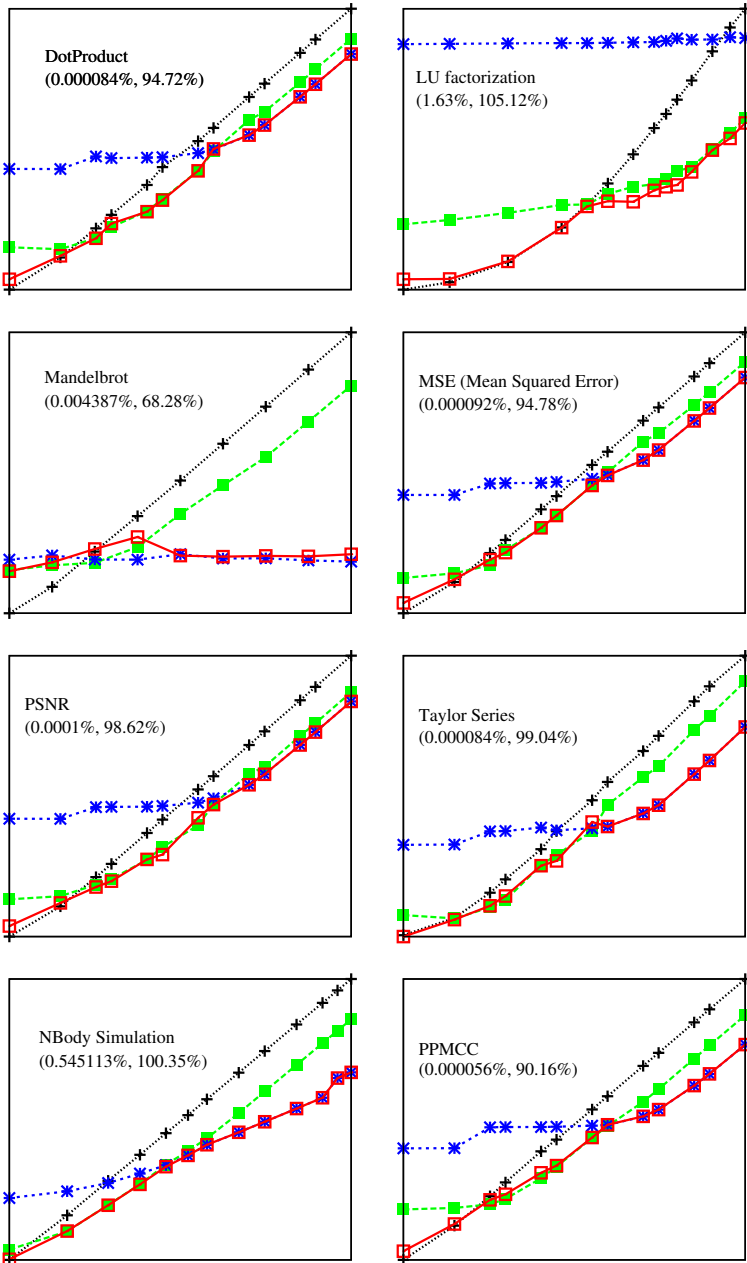 DotProduct
(0.000084%, 94.72%)
LU factorization
(1.63%, 105.12%)
Mandelbrot
(0.004387%, 68.28%)
MSE (Mean Squared Error)
(0.000092%, 94.78%)
PSNR
(0.0001%, 98.62%)
Taylor Series
(0.000084%, 99.04%)
NBody Simulation
(0.545113%, 100.35%)
PPMCC
(0.000056%, 90.16%)